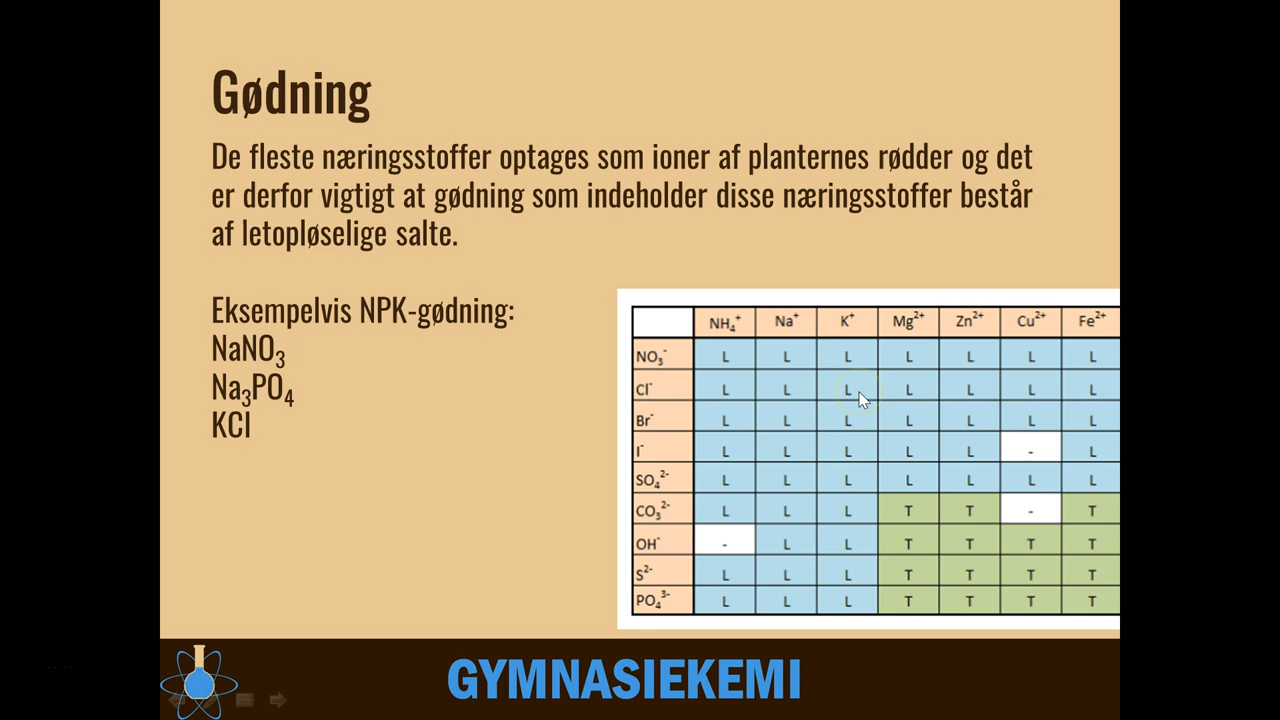 Gødning
De fleste næringsstoffer optages som ioner af planternes rødder og det
er derfor vigtigt at gødning som indeholder disse næringsstoffer består
af letopløselige salte.
Eksempelvis NPK-gødning:
NaNO₃
Na₃PO₄
KCl
NH₄⁺ Na⁺ K⁺ Mg²⁺ Zn²⁺ Cu²⁺ Fe²⁺
NO₃⁻ L L L L L L L
Cl⁻ L L L L L L L
Br⁻ L L L L L L L
I⁻ L L L L L - L
SO₄²⁻ L L L L L L L
CO₃²⁻ L L L T T - T
OH⁻ - L L T T T T
S²⁻ L L L T T T T
PO₄³⁻ L L L T T T T
GYMNASIEKEMI